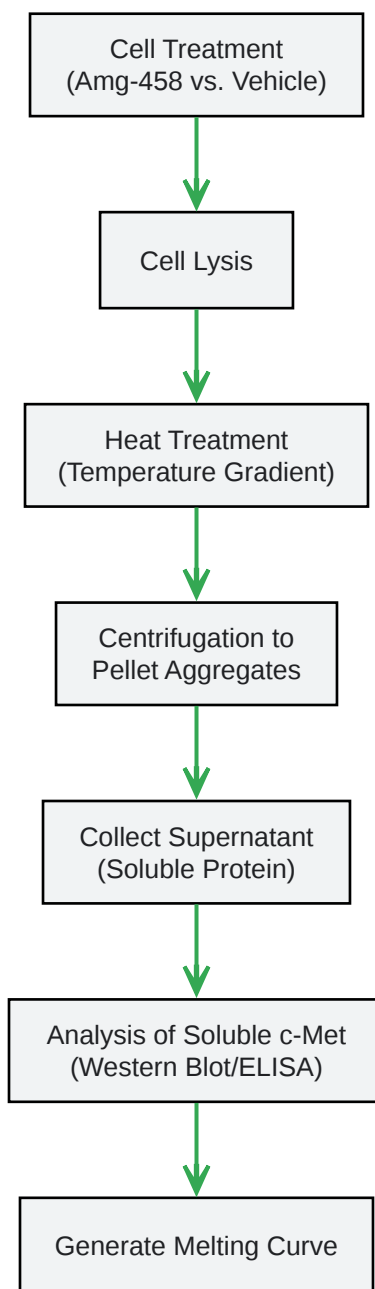 Cell Treatment
(Amg-458 vs. Vehicle)
Cell Lysis
Heat Treatment
(Temperature Gradient)
Centrifugation to
Pellet Aggregates
Collect Supernatant
(Soluble Protein)
Analysis of Soluble c-Met
(Western Blot/ELISA)
Generate Melting Curve